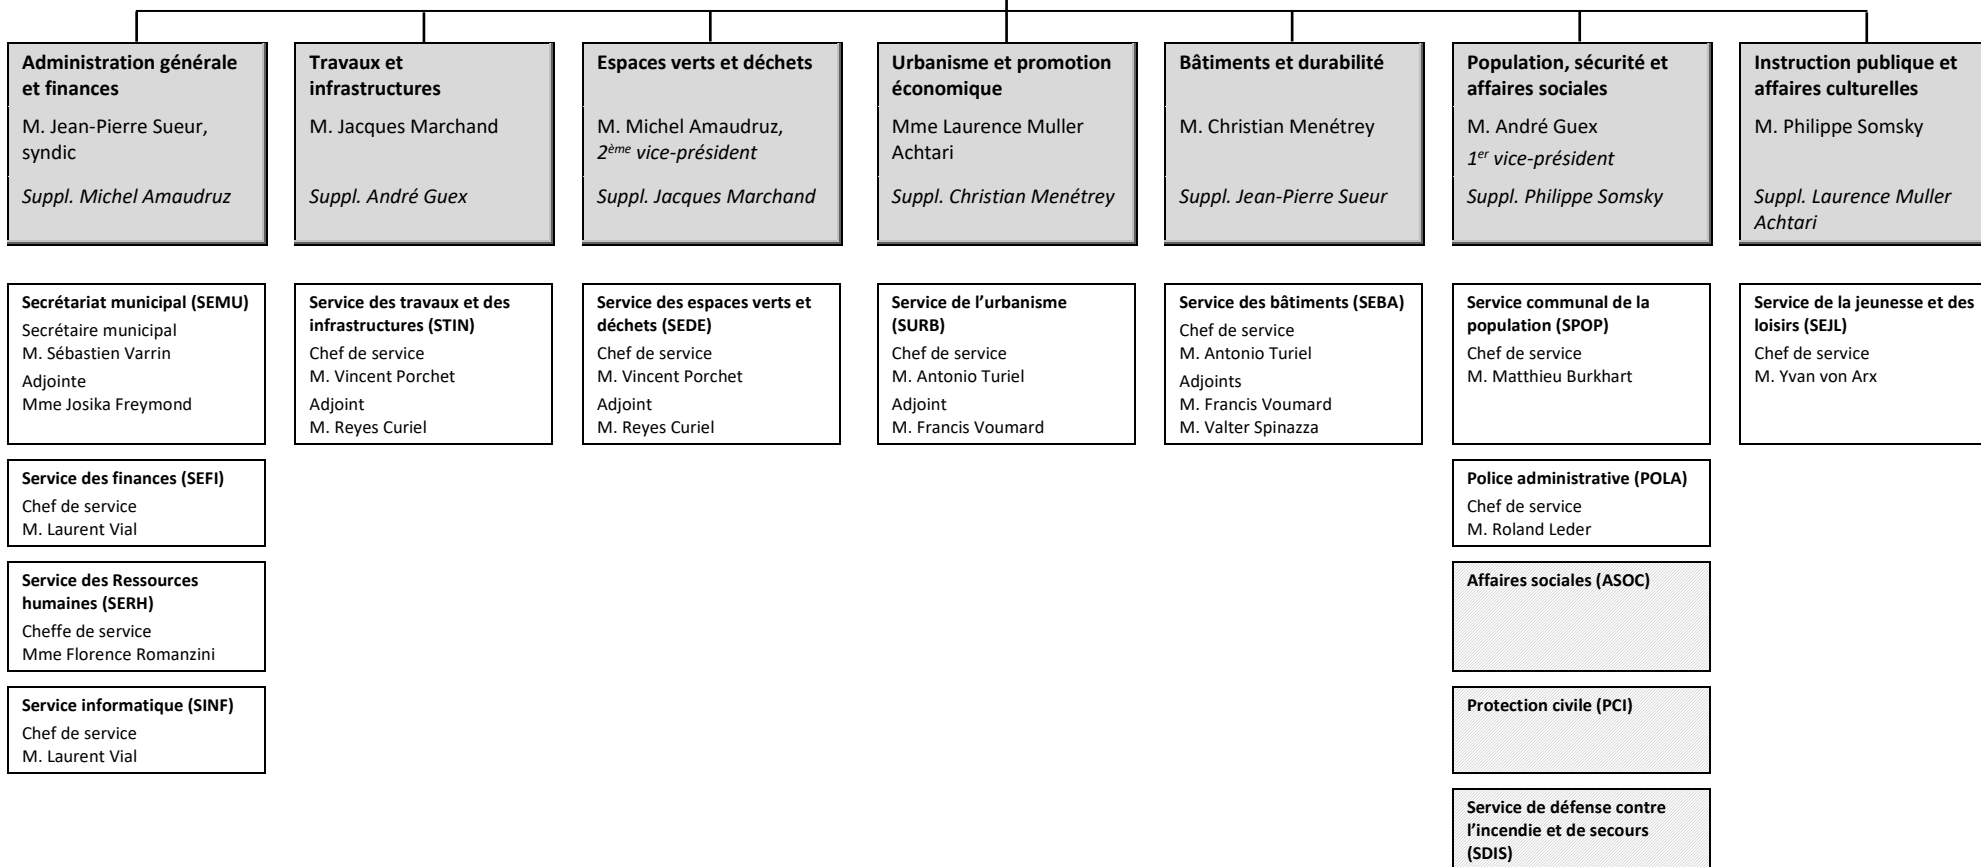 Administration générale
et finances
M. Jean-Pierre Sueur,
syndic
Suppl. Michel Amaudruz
Travaux et
infrastructures
M. Jacques Marchand
Suppl. André Guex
Espaces verts et déchets
M. Michel Amaudruz,
2ème vice-président
Suppl. Jacques Marchand
Urbanisme et promotion
économique
Mme Laurence Muller
Achtari
Suppl. Christian Menétrey
Bâtiments et durabilité
M. Christian Menétrey
Suppl. Jean-Pierre Sueur
Population, sécurité et
affaires sociales
M. André Guex
1er vice-président
Suppl. Philippe Somsky
Instruction publique et
affaires culturelles
M. Philippe Somsky
Suppl. Laurence Muller
Achtari
Secrétariat municipal (SEMU)
Secrétaire municipal
M. Sébastien Varrin
Adjointe
Mme Josika Freymond
Service des travaux et des
infrastructures (STIN)
Chef de service
M. Vincent Porchet
Adjoint
M. Reyes Curiel
Service des espaces verts et
déchets (SEDE)
Chef de service
M. Vincent Porchet
Adjoint
M. Reyes Curiel
Service de l’urbanisme
(SURB)
Chef de service
M. Antonio Turiel
Adjoint
M. Francis Voumard
Service des bâtiments (SEBA)
Chef de service
M. Antonio Turiel
Adjoints
M. Francis Voumard
M. Valter Spinazza
Service communal de la
population (SPOP)
Chef de service
M. Matthieu Burkhart
Service de la jeunesse et des
loisirs (SEJL)
Chef de service
M. Yvan von Arx
Service des finances (SEFI)
Chef de service
M. Laurent Vial
Police administrative (POLA)
Chef de service
M. Roland Leder
Service des Ressources
humaines (SERH)
Cheffe de service
Mme Florence Romanzini
Affaires sociales (ASOC)
Service informatique (SINF)
Chef de service
M. Laurent Vial
Protection civile (PCI)
Service de défense contre
l’incendie et de secours
(SDIS)